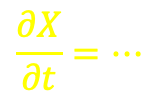 ∂X/∂t = ⋯